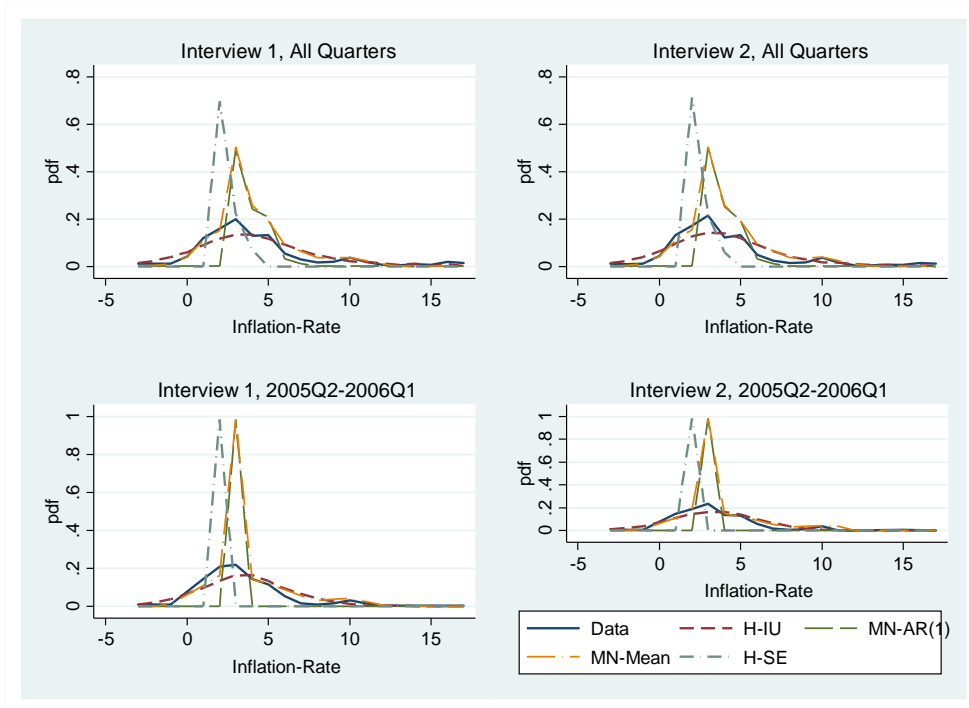 Interview 1, All Quarters
pdf
0 .2 .4 .6 .8
-5 0 5 10 15
Inflation-Rate
Interview 2, All Quarters
pdf
0 .2 .4 .6 .8
-5 0 5 10 15
Inflation-Rate
Interview 1, 2005Q2-2006Q1
pdf
0 .2 .4 .6 .8 1
-5 0 5 10 15
Inflation-Rate
Interview 2, 2005Q2-2006Q1
pdf
0 .2 .4 .6 .8 1
-5 0 5 10 15
Inflation-Rate
Data H-IU MN-AR(1)
MN-Mean H-SE